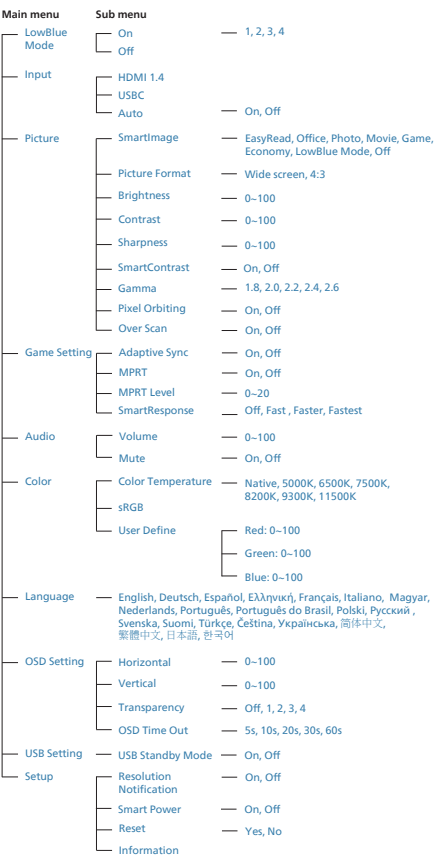 Main menu Sub menu
LowBlue Mode On 1, 2, 3, 4
Off
Input HDMI 1.4
USBC
Auto On, Off
Picture SmartImage EasyRead, Office, Photo, Movie, Game,
Economy, LowBlue Mode, Off
Picture Format Wide screen, 4:3
Brightness 0~100
Contrast 0~100
Sharpness 0~100
SmartContrast On, Off
Gamma 1.8, 2.0, 2.2, 2.4, 2.6
Pixel Orbiting On, Off
Over Scan On, Off
Game Setting Adaptive Sync On, Off
MPRT On, Off
MPRT Level 0~20
SmartResponse Off, Fast , Faster, Fastest
Audio Volume 0~100
Mute On, Off
Color Color Temperature Native, 5000K, 6500K, 7500K,
8200K, 9300K, 11500K
sRGB
User Define Red: 0~100
Green: 0~100
Blue: 0~100
Language English, Deutsch, Español, Ελληνική, Français, Italiano, Magyar,
Nederlands, Português, Português do Brasil, Polski, Русский ,
Svenska, Suomi, Türkçe, Čeština, Українська, 简体中文,
繁體中文, 日本語, 한국어
OSD Setting Horizontal 0~100
Vertical 0~100
Transparency Off, 1, 2, 3, 4
OSD Time Out 5s, 10s, 20s, 30s, 60s
USB Setting USB Standby Mode On, Off
Setup Resolution Notification On, Off
Smart Power On, Off
Reset Yes, No
Information